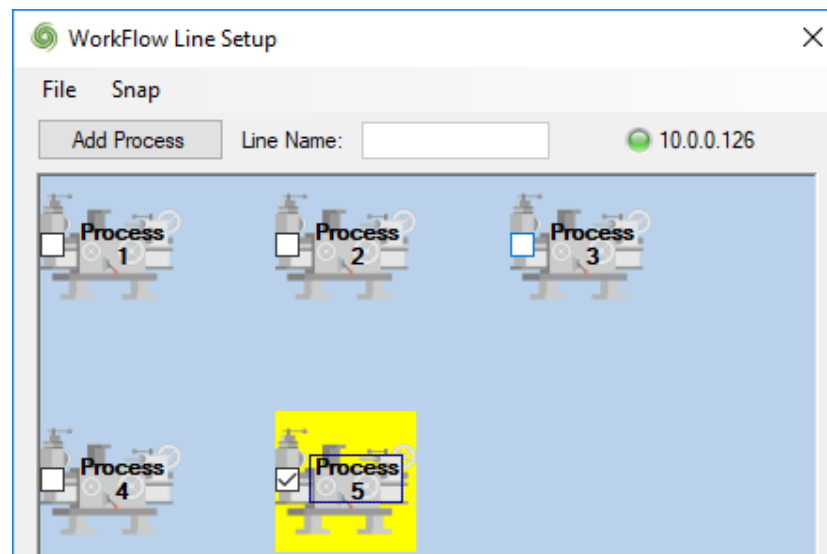 WorkFlow Line Setup
File Snap
Add Process Line Name: 10.0.0.126
Process
1
Process
2
Process
3
Process
4
Process
5